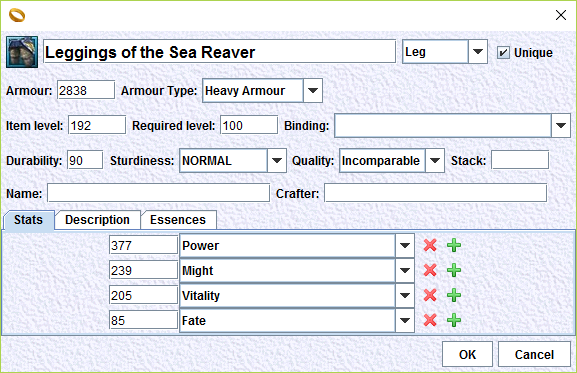 Leggings of the Sea Reaver Leg Unique
Armour: 2838 Armour Type: Heavy Armour
Item level: 192 Required level: 100 Binding:
Durability: 90 Sturdiness: NORMAL Quality: Incomparable Stack:
Name: Crafter:
Stats Description Essences
377 Power
239 Might
205 Vitality
85 Fate
OK Cancel